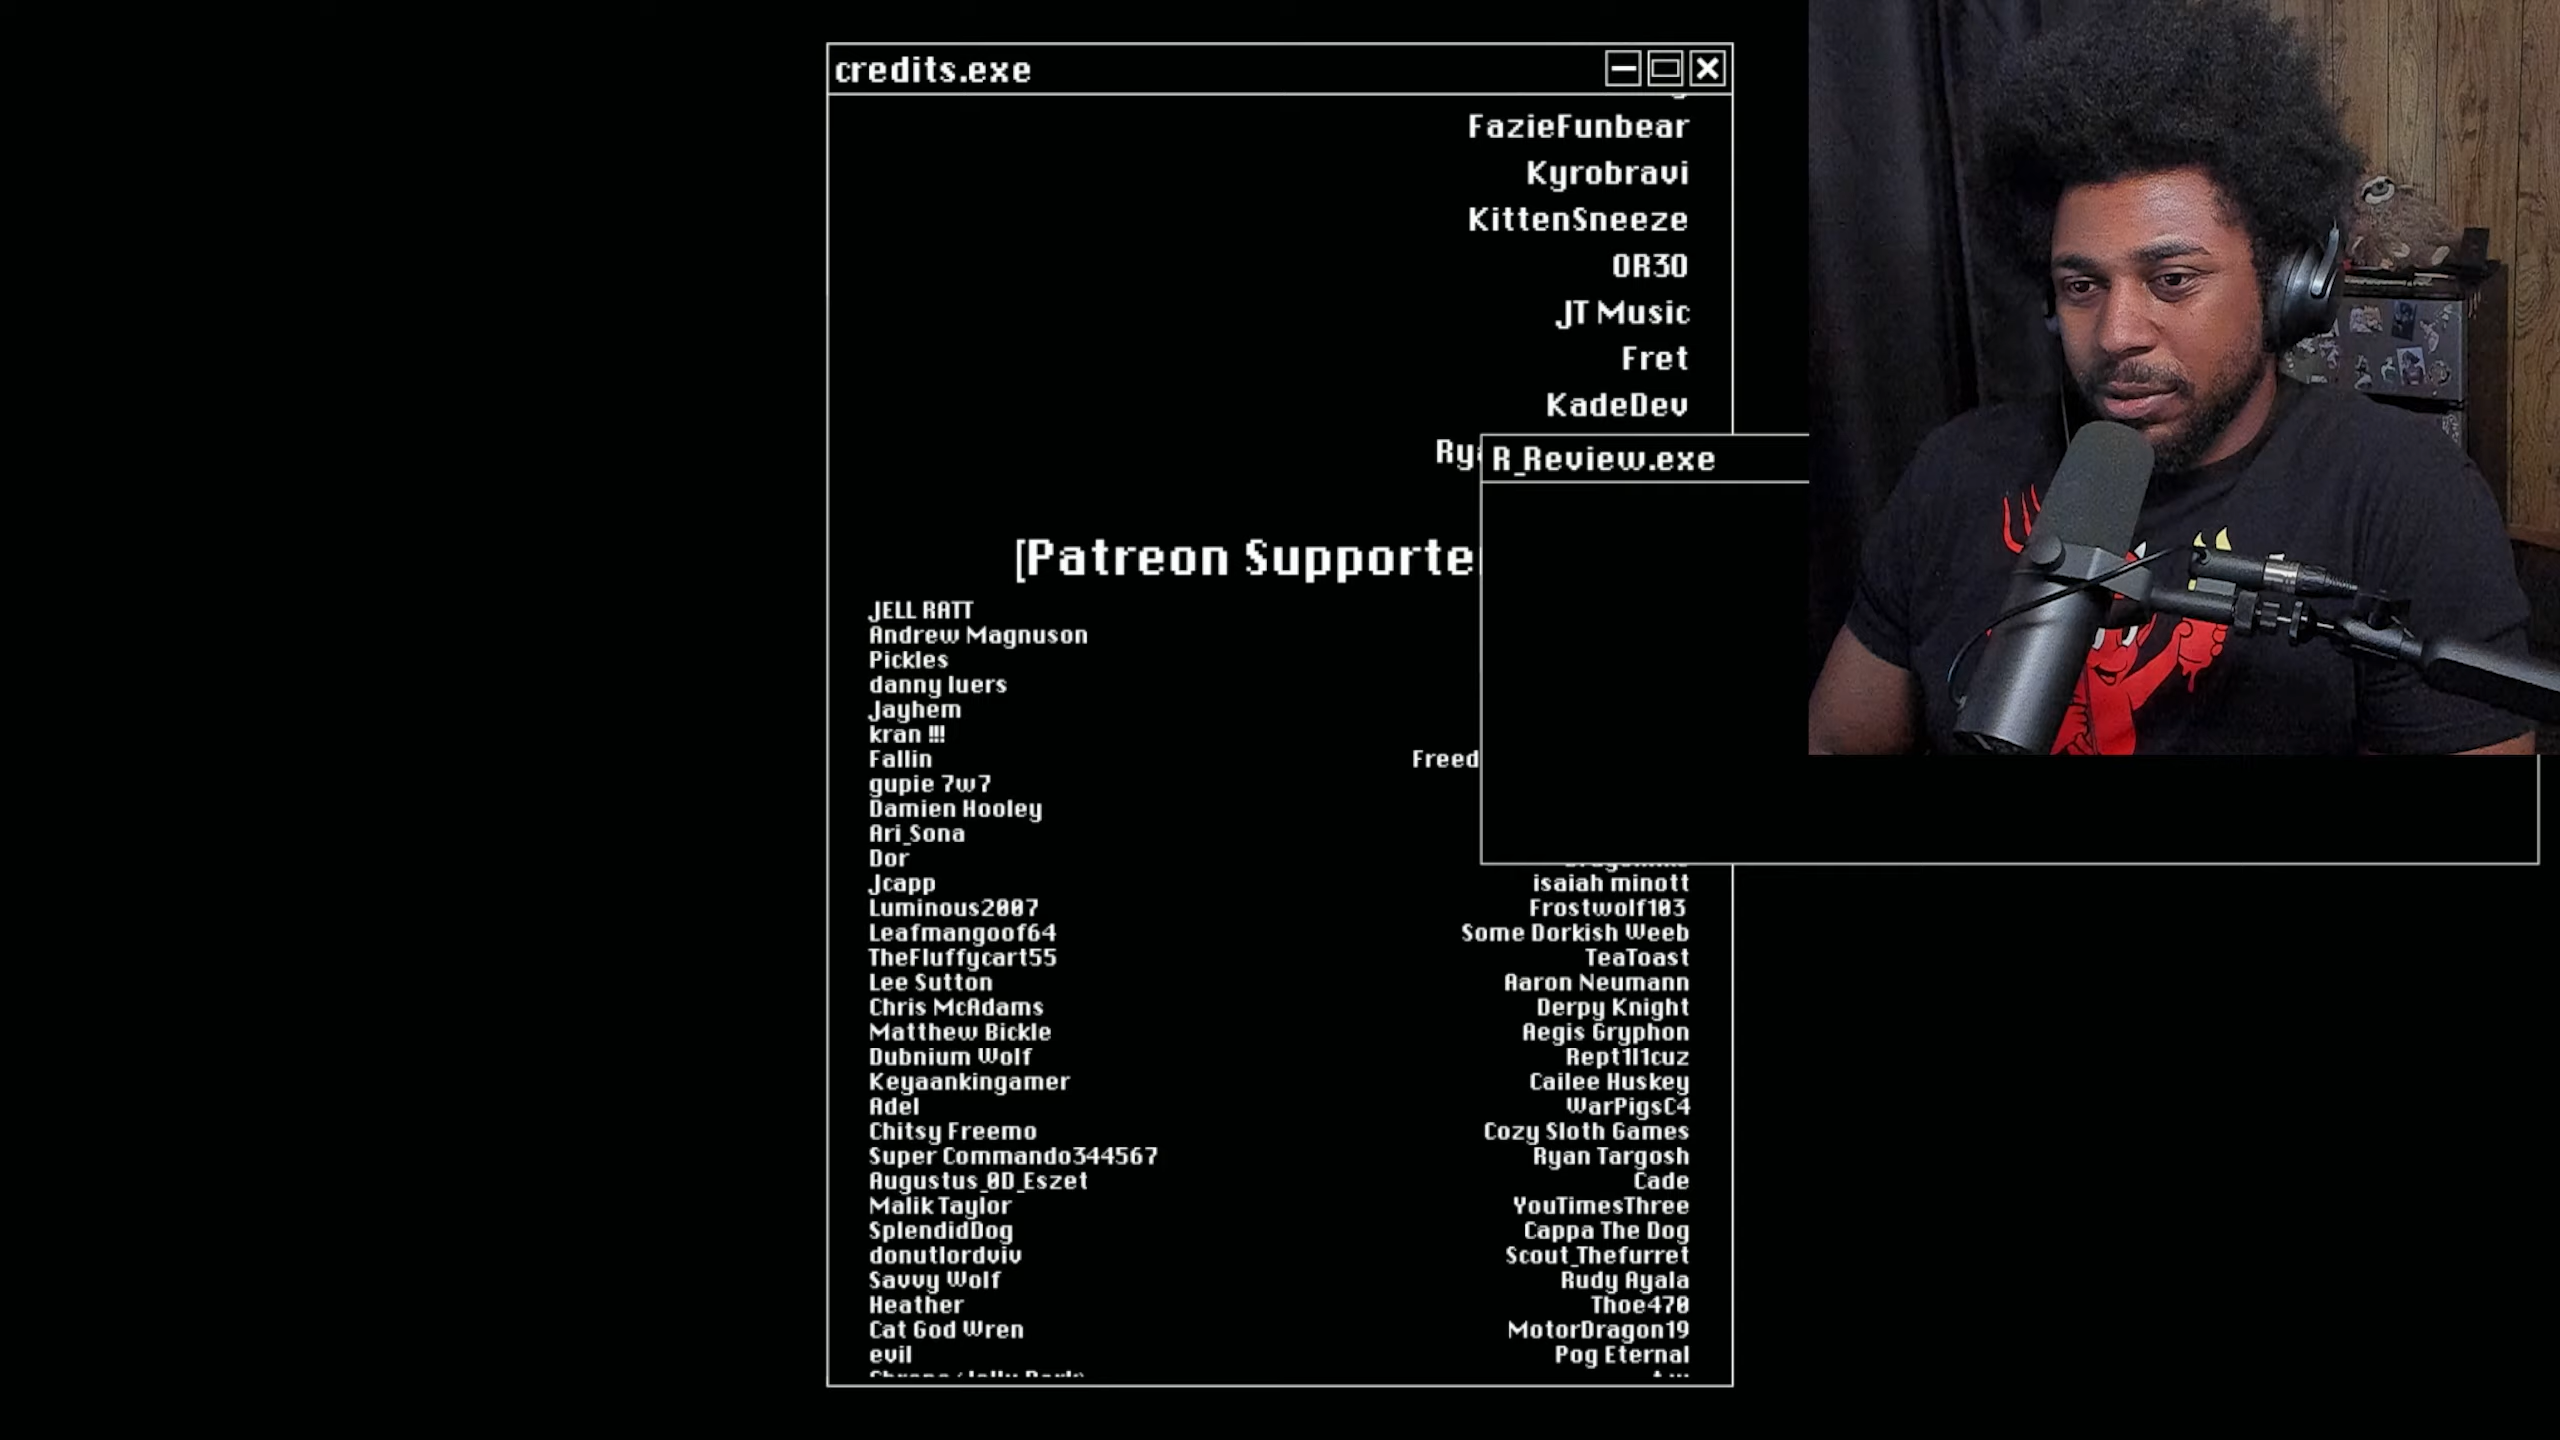 credits.exe
FazieFunbear
Kyrobravi
KittenSneeze
OR30
JT Music
Fret
KadeDev
R_Review.exe
[Patreon
JELL RATT
Andrew Magnuson
Pickles
danny luers
Jayhem
kran !!!
Fallin
gupie 7w7
Damien Hooley
Ari_Sona
Dor
Jcapp
isaiah minott
Luminous2007
Frostwolf103
Leafmangoof64
Some Dorkish Weeb
TheFluffycart55
TeaToast
Lee Sutton
Aaron Neumann
Chris McAdams
Derpy Knight
Matthew Bickle
Aegis Gryphon
Dubnium Wolf
Rept1l1cuz
Keyaankingamer
Cailee Huskey
Adel
WarPigsC4
Chitsy Freemo
Cozy Sloth Games
Super Commando344567
Ryan Targosh
Augustus_0D_Eszet
Cade
Malik Taylor
YouTimesThree
SplendidDog
Cappa The Dog
donutlordviv
Scout_Thefurret
Savvy Wolf
Rudy Ayala
Heather
Thoe470
Cat God Wren
MotorDragon19
evil
Pog Eternal